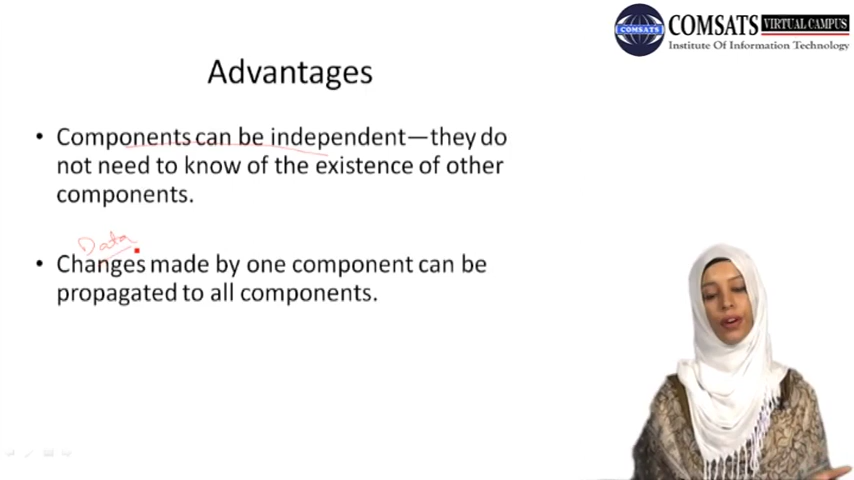 COMSATS VIRTUAL CAMPUS
COMSATS
Institute Of Information Technology
Advantages
• Components can be independent—they do
not need to know of the existence of other
components.
Data
• Changes made by one component can be
propagated to all components.